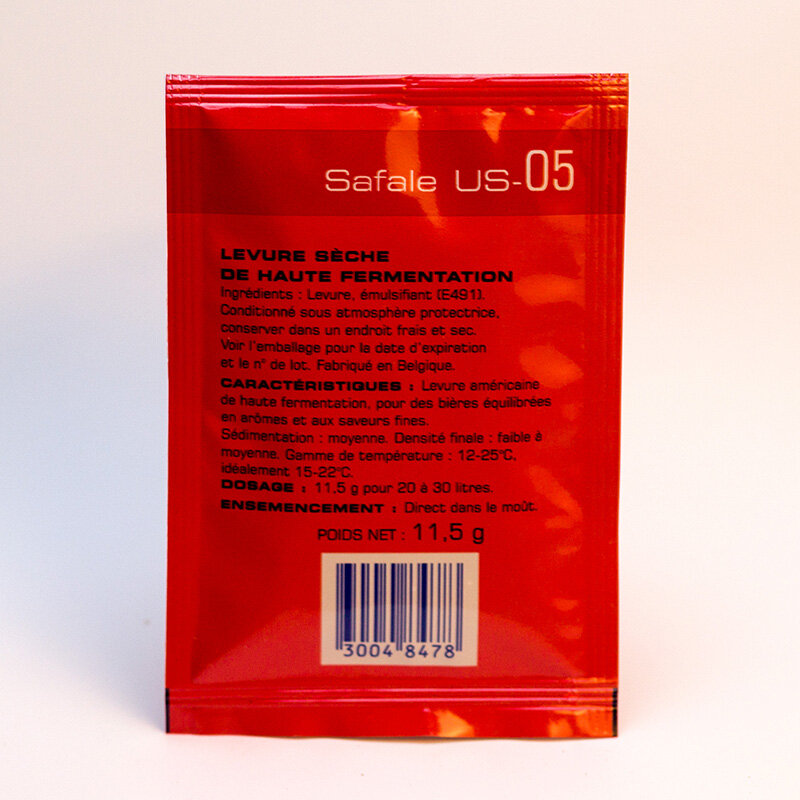 Safale US-05
LEVURE SÈCHE
DE HAUTE FERMENTATION
Ingrédients : Levure, émulsifiant (E491).
Conditionné sous atmosphère protectrice,
conserver dans un endroit frais et sec.
Voir l'emballage pour la date d'expiration
et le n° de lot. Fabriqué en Belgique.
CARACTÉRISTIQUES : Levure américaine
de haute fermentation, pour des bières équilibrées
en arômes et aux saveurs fines.
Sédimentation : moyenne. Densité finale : faible à
moyenne. Gamme de température : 12-25°C,
idéalement 15-22°C.
DOSAGE : 11,5 g pour 20 à 30 litres.
ENSEMENCEMENT : Direct dans le moût.
POIDS NET : 11,5 g
3004 8478